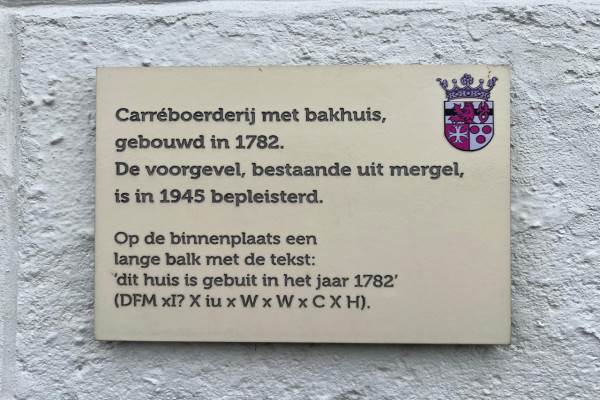 Carréboerderij met bakhuis,
gebouwd in 1782.
De voorgevel, bestaande uit mergel,
is in 1945 bepleisterd.
Op de binnenplaats een
lange balk met de tekst:
'dit huis is gebuit in het jaar 1782'
(DFM xI? X iu x W x W x C X H).